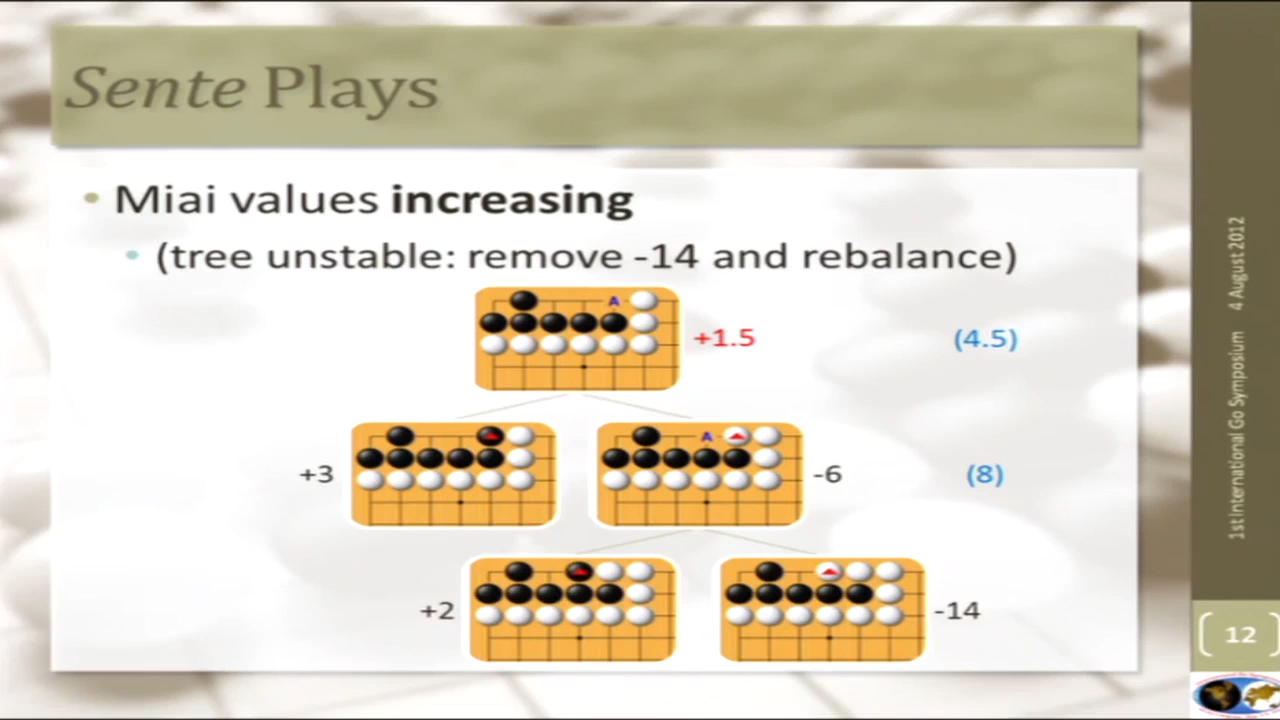 Sente Plays
• Miai values increasing
• (tree unstable: remove -14 and rebalance)
A
+1.5
(4.5)
+3
A
-6
(8)
+2
-14
1st International Go Symposium 4 August 2012
12